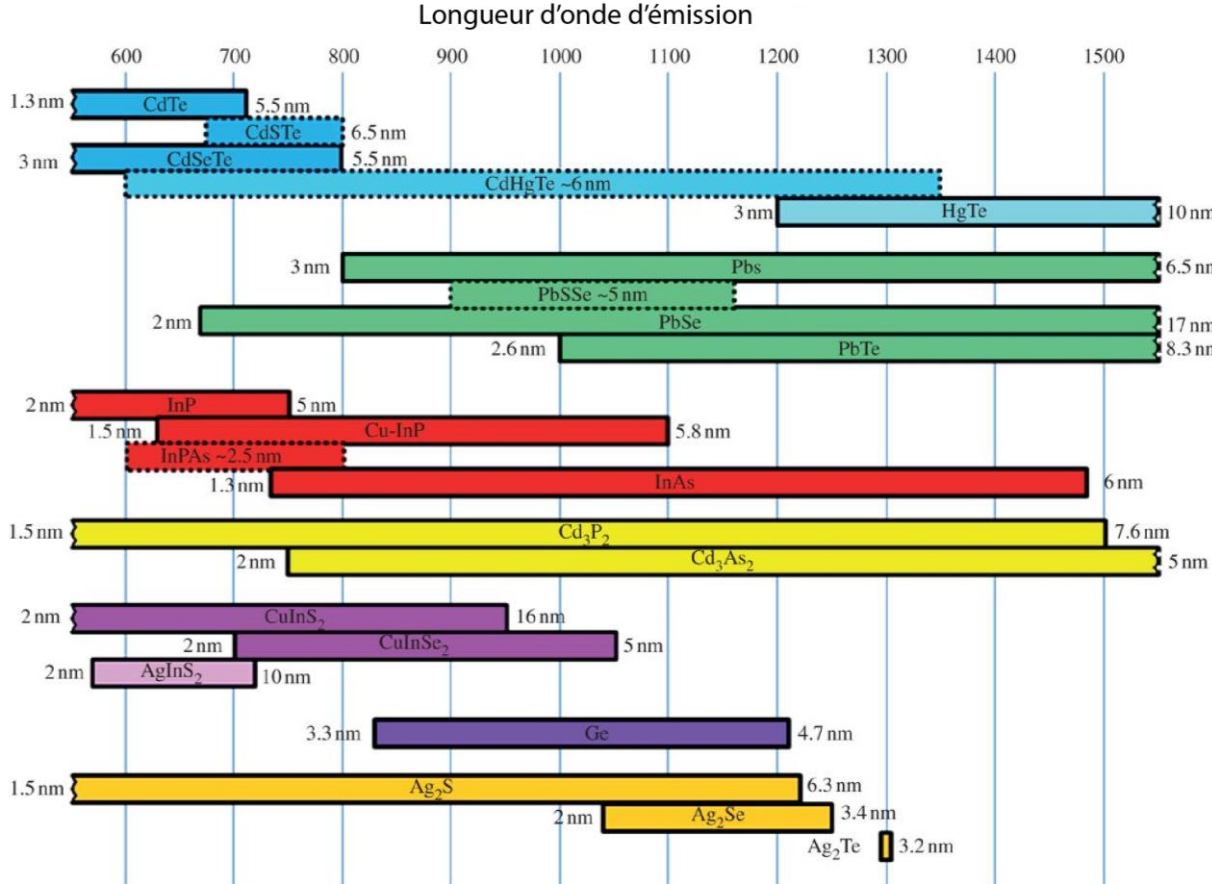 Longueur d'onde d'émission
600 700 800 900 1000 1100 1200 1300 1400 1500
1.3 nm CdTe 5.5 nm
CdSTe 6.5 nm
3 nm CdSeTe 5.5 nm
CdHgTe ~6 nm
3 nm HgTe 10 nm
3 nm Pbs 6.5 nm
PbSSe ~5 nm
2 nm PbSe 17 nm
2.6 nm PbTe 8.3 nm
2 nm InP 5 nm
1.5 nm Cu-InP 5.8 nm
InPAs ~2.5 nm
1.3 nm InAs 6 nm
1.5 nm Cd₃P₂ 7.6 nm
2 nm Cd₃As₂ 5 nm
2 nm CuInS₂ 16 nm
2 nm CuInSe₂ 5 nm
2 nm AgInS₂ 10 nm
3.3 nm Ge 4.7 nm
1.5 nm Ag₂S 6.3 nm
2 nm Ag₂Se 3.4 nm
Ag₂Te 3.2 nm